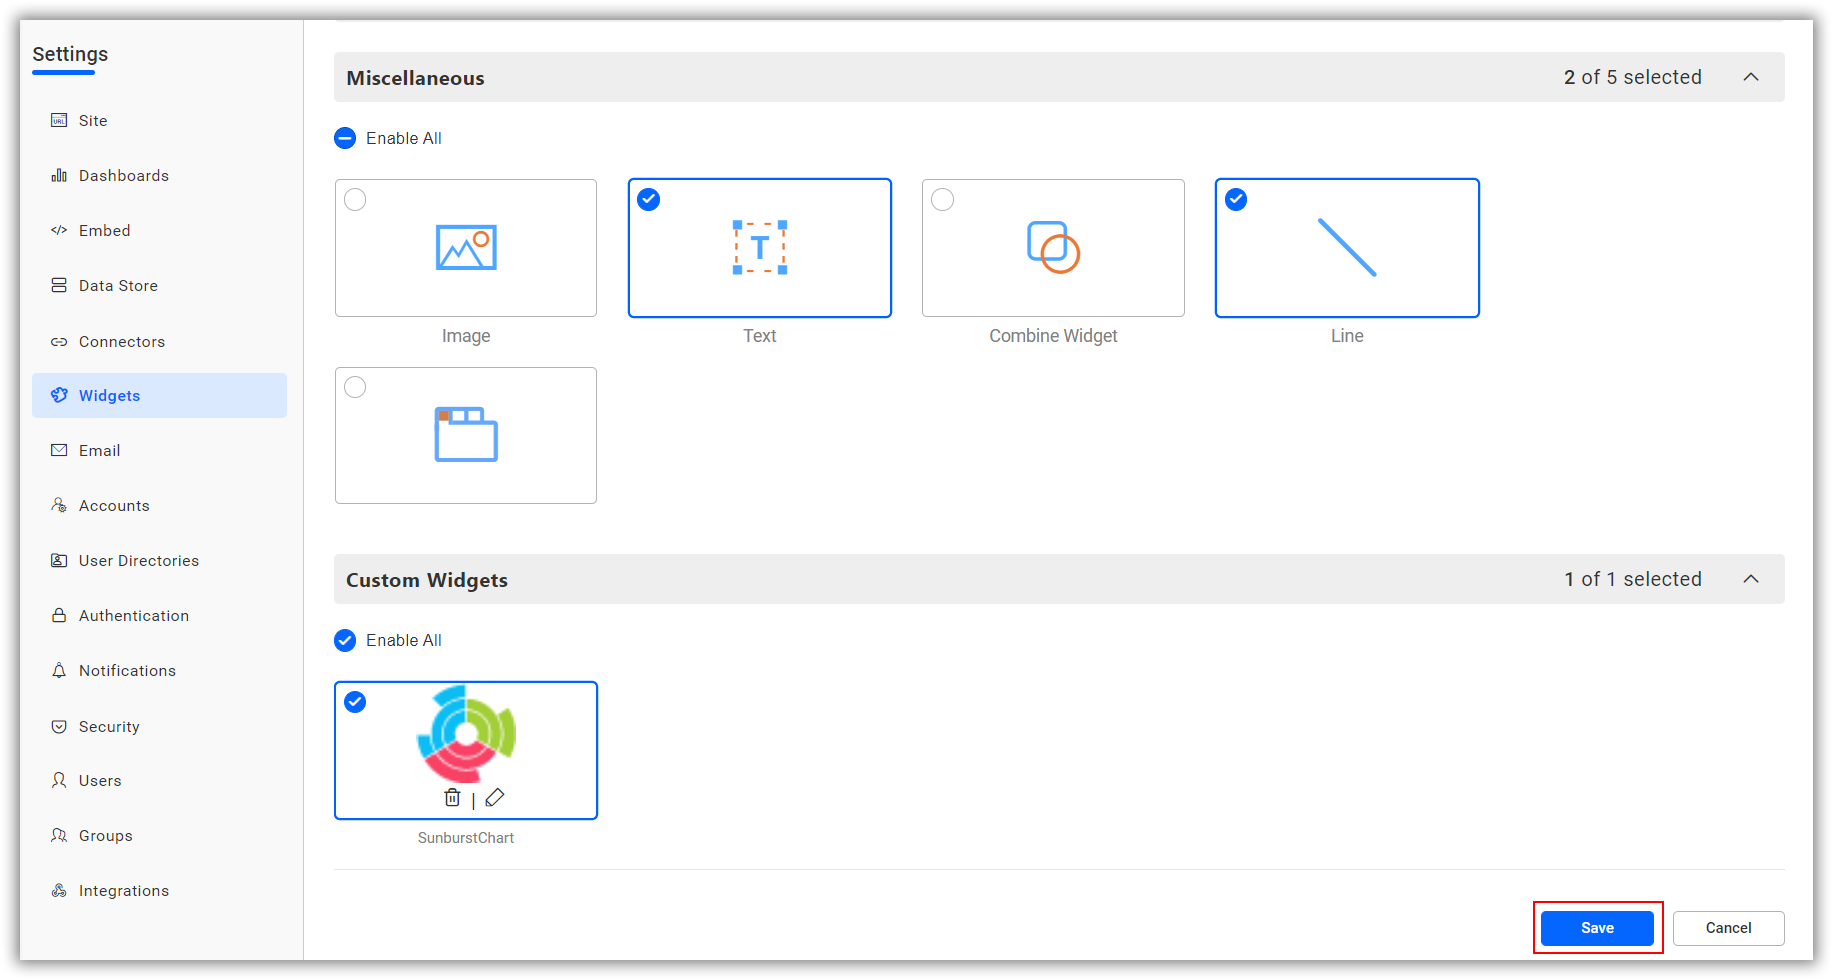 Settings
Site
Dashboards
Embed
Data Store
Connectors
Widgets
Email
Accounts
User Directories
Authentication
Notifications
Security
Users
Groups
Integrations
Miscellaneous
2 of 5 selected
Enable All
Image
Text
Combine Widget
Line
Custom Widgets
1 of 1 selected
Enable All
SunburstChart
Save
Cancel